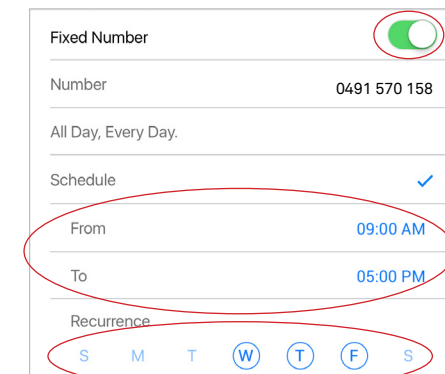 Fixed Number
Number 0491 570 158
All Day, Every Day.
Schedule
From 09:00 AM
To 05:00 PM
Recurrence
S M T W T F S